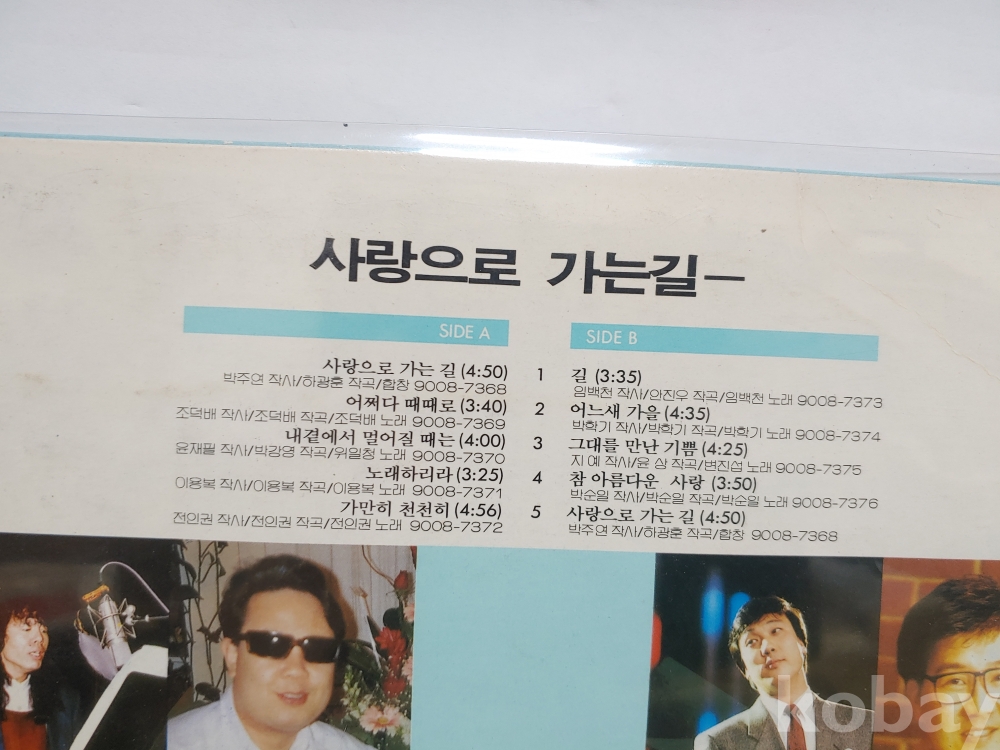 사랑으로 가는길—
SIDE A
사랑으로 가는 길 (4:50)
박주연 작사/하광훈 작곡/합창 9008-7368
어쩌다 때때로 (3:40)
조덕배 작사/조덕배 작곡/조덕배 노래 9008-7369
내곁에서 멀어질 때는 (4:00)
윤재필 작사/박강영 작곡/위일청 노래 9008-7370
노래하리라 (3:25)
이용복 작사/이용복 작곡/이용복 노래 9008-7371
가만히 천천히 (4:56)
전인권 작사/전인권 작곡/전인권 노래 9008-7372
1
2
3
4
5
SIDE B
길 (3:35)
임백천 작사/안진우 작곡/임백천 노래 9008-7373
어느새 가을 (4:35)
박학기 작사/박학기 작곡/박학기 노래 9008-7374
그대를 만난 기쁨 (4:25)
지 예 작사/윤 상 작곡/변진섭 노래 9008-7375
참 아름다운 사랑 (3:50)
박순일 작사/박순일 작곡/박순일 노래 9008-7376
사랑으로 가는 길 (4:50)
박주연 작사/하광훈 작곡/합창 9008-7368
kobay